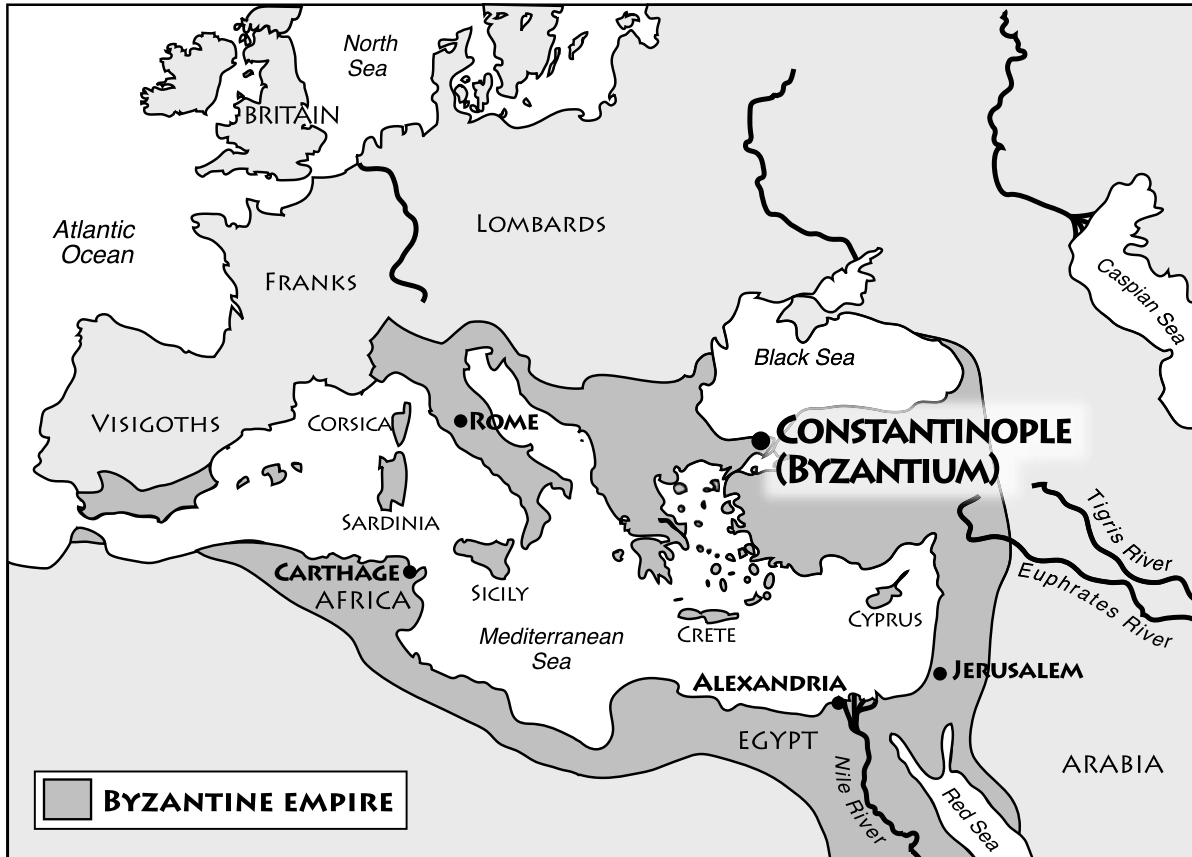 North
Sea
BRITAIN
Atlantic
Ocean
LOMBARDS
FRANKS
Caspian Sea
Black Sea
VISIGOTHS
CORSICA
ROME
CONSTANTINOPLE
(BYZANTIUM)
SARDINIA
Tigris River
CARTHAGE
AFRICA
SICILY
Euphrates River
CYPRUS
CRETE
Mediterranean
Sea
JERUSALEM
ALEXANDRIA
EGYPT
ARABIA
Nile River
Red Sea
BYZANTINE EMPIRE